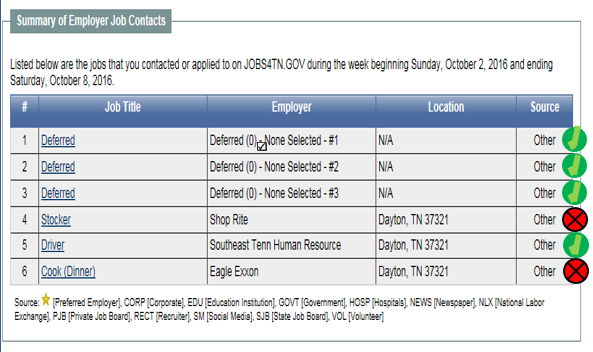 Summary of Employer Job Contacts
Listed below are the jobs that you contacted or applied to on JOBS4TN.GOV during the week beginning Sunday, October 2, 2016 and ending
Saturday, October 8, 2016.
# Job Title Employer Location Source
1 Deferred Deferred (0) - None Selected - #1 N/A Other
2 Deferred Deferred (0) - None Selected - #2 N/A Other
3 Deferred Deferred (0) - None Selected - #3 N/A Other
4 Stocker Shop Rite Dayton, TN 37321 Other
5 Driver Southeast Tenn Human Resource Dayton, TN 37321 Other
6 Cook (Dinner) Eagle Exxon Dayton, TN 37321 Other
Source: [Preferred Employer], CORP [Corporate], EDU [Education Institution], GOVT [Government], HOSP [Hospitals], NEWS [Newspaper], NLX [National Labor
Exchange], PJB [Private Job Board], RECT [Recruiter], SM [Social Media], SJB [State Job Board], VOL [Volunteer]